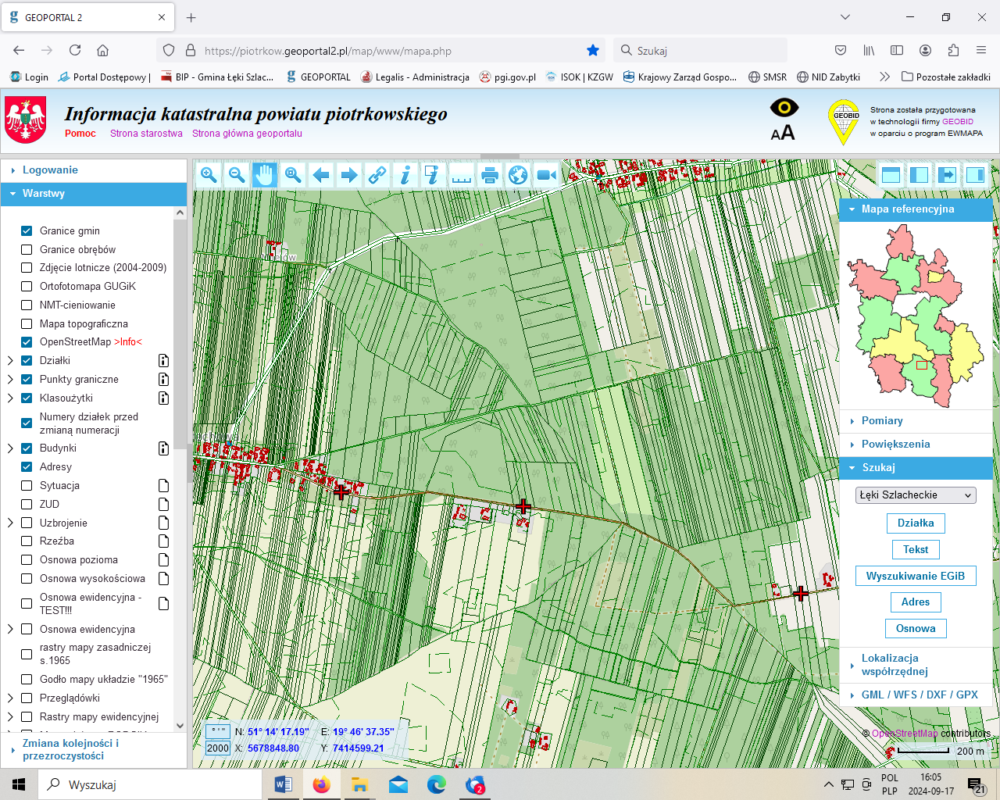 GEOPORTAL 2
https://piotrkow.geoportal2.pl/map/www/mapa.php
Szukaj
Login
Portal Dostępowy |
BIP - Gmina Łęki Szlac...
GEOPORTAL
Legalis - Administracja
pgi.gov.pl
ISOK | KZGW
Krajowy Zarząd Gospo...
SMSR
NID Zabytki
Pozostałe zakładki
Informacja katastralna powiatu piotrkowskiego
Pomoc
Strona starostwa
Strona główna geoportalu
AA
GEOBID
Strona została przygotowana
w technologii firmy GEOBID
w oparciu o program EWMAPA
Logowanie
Warstwy
Granice gmin
Granice obrębów
Zdjęcie lotnicze (2004-2009)
Ortofotomapa GUGiK
NMT-cieniowanie
Mapa topograficzna
OpenStreetMap >Info<
Działki
Punkty graniczne
Klasoużytki
Numery działek przed
zmianą numeracji
Budynki
Adresy
Sytuacja
ZUD
Uzbrojenie
Rzeźba
Osnowa pozioma
Osnowa wysokościowa
Osnowa ewidencyjna -
TEST!!!
Osnowa ewidencyjna
rastry mapy zasadniczej
s.1965
Godło mapy układzie "1965"
Przeglądówki
Rastry mapy ewidencyjnej
Zmiana kolejności i
przezroczystości
Mapa referencyjna
Pomiary
Powiększenia
Szukaj
Łęki Szlacheckie
Działka
Tekst
Wyszukiwanie EGiB
Adres
Osnowa
Lokalizacja
współrzędnej
GML / WFS / DXF / GPX
° ' " N: 51° 14' 17.19" E: 19° 46' 37.35"
2000 X: 5678848.80 Y: 7414599.21
© OpenStreetMap contributors
200 m
Wyszukaj
2
POL
PLP
16:05
2024-09-17
21